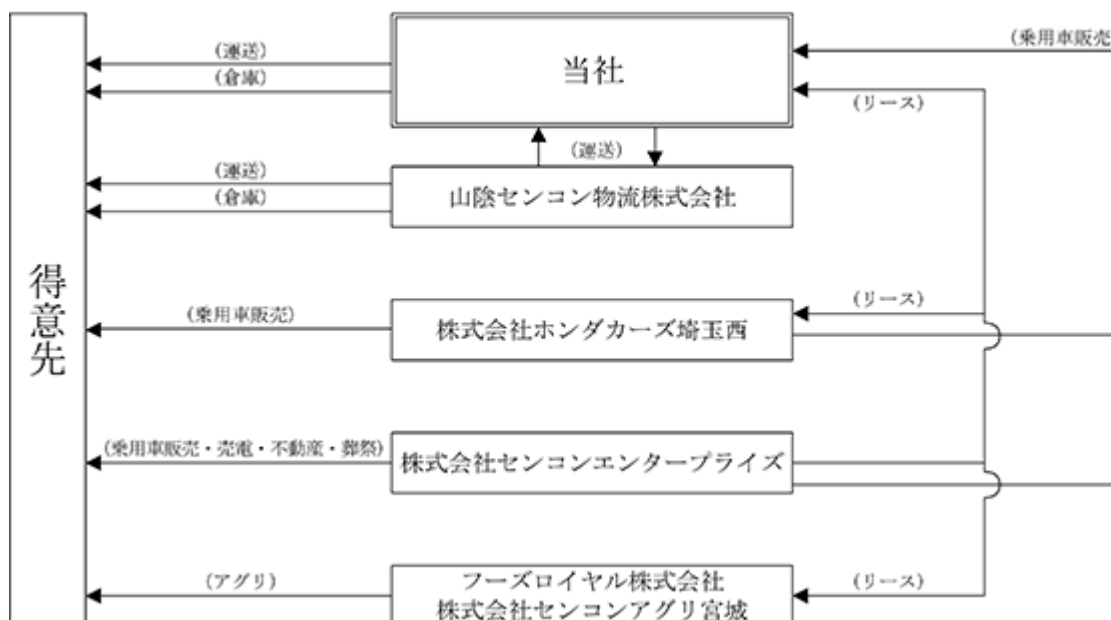 得意先
(運送)
(倉庫)
当社
(乗用車販売
(リース)
(運送)
(運送)
(倉庫)
山陰センコン物流株式会社
(乗用車販売)
株式会社ホンダカーズ埼玉西
(リース)
(乗用車販売・売電・不動産・葬祭)
株式会社センコンエンタープライズ
(アグリ)
フーズロイヤル株式会社
株式会社センコンアグリ宮城
(リース)